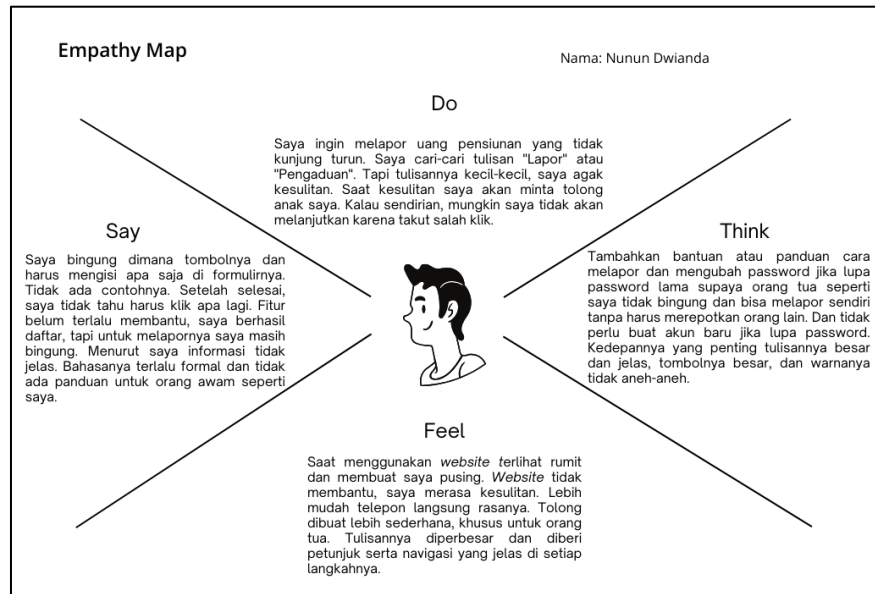 Empathy Map
Nama: Nunun Dwianda
Do
Saya ingin melapor uang pensiunan yang tidak
kunjung turun. Saya cari-cari tulisan "Lapor" atau
"Pengaduan". Tapi tulisannya kecil-kecil, saya agak
kesulitan. Saat kesulitan saya akan minta tolong
anak saya. Kalau sendirian, mungkin saya tidak akan
melanjutkan karena takut salah klik.
Say
Saya bingung dimana tombolnya dan
harus mengisi apa saja di formulirnya.
Tidak ada contohnya. Setelah selesai,
saya tidak tahu harus klik apa lagi. Fitur
belum terlalu membantu, saya berhasil
daftar, tapi untuk melapornya saya masih
bingung. Menurut saya informasi tidak
jelas. Bahasanya terlalu formal dan tidak
ada panduan untuk orang awam seperti
saya.
Think
Tambahkan bantuan atau panduan cara
melapor dan mengubah password jika lupa
password lama supaya orang tua seperti
saya tidak bingung dan bisa melapor sendiri
tanpa harus merepotkan orang lain. Dan tidak
perlu buat akun baru jika lupa password.
Kedepannya yang penting tulisannya besar
dan jelas, tombolnya besar, dan warnanya
tidak aneh-aneh.
Feel
Saat menggunakan website terlihat rumit
dan membuat saya pusing. Website tidak
membantu, saya merasa kesulitan. Lebih
mudah telepon langsung rasanya. Tolong
dibuat lebih sederhana, khusus untuk orang
tua. Tulisannya diperbesar dan diberi
petunjuk serta navigasi yang jelas di setiap
langkahnya.